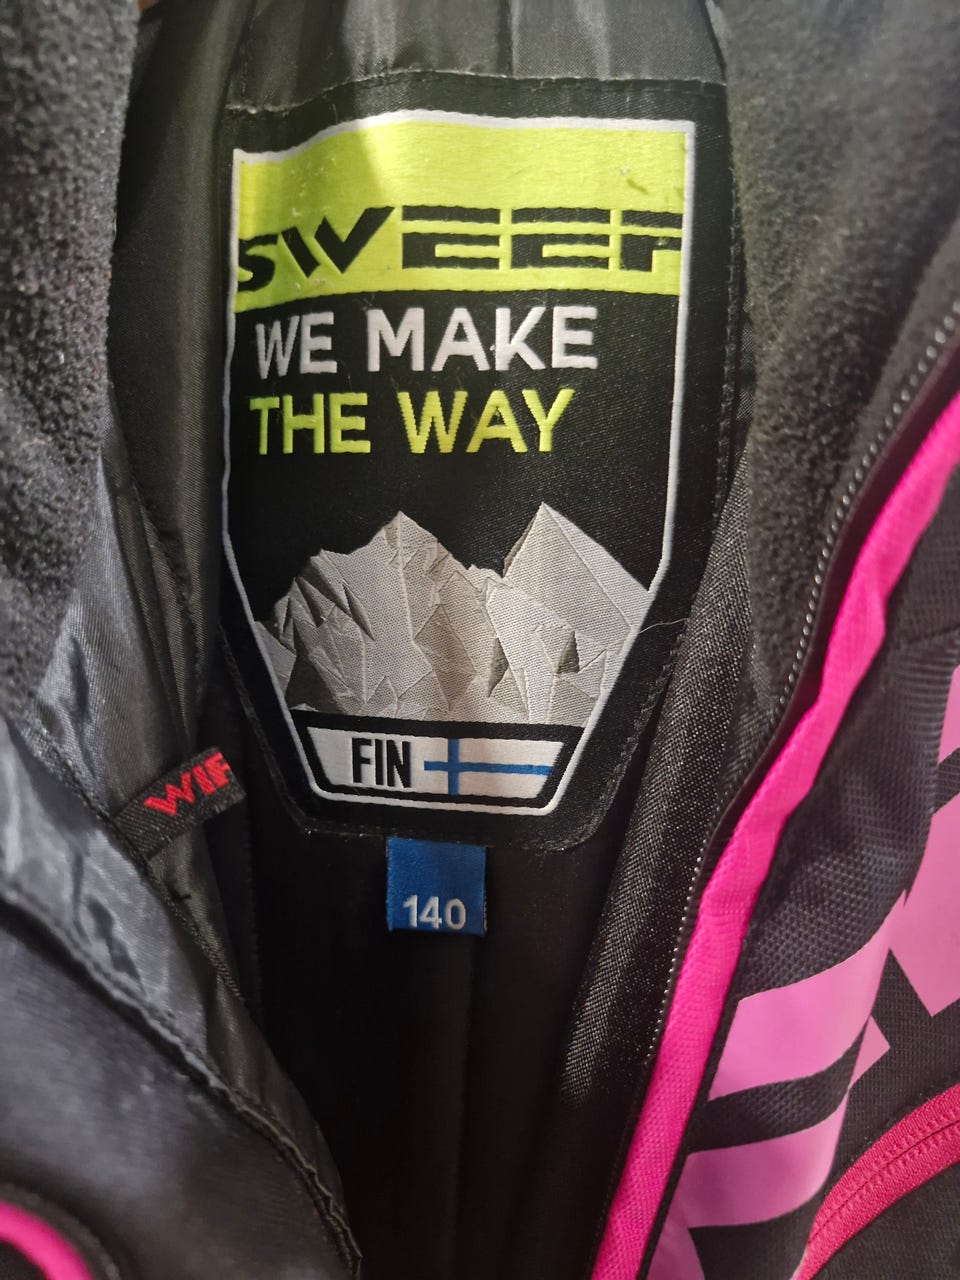 SWEEP
WE MAKE
THE WAY
FIN
140